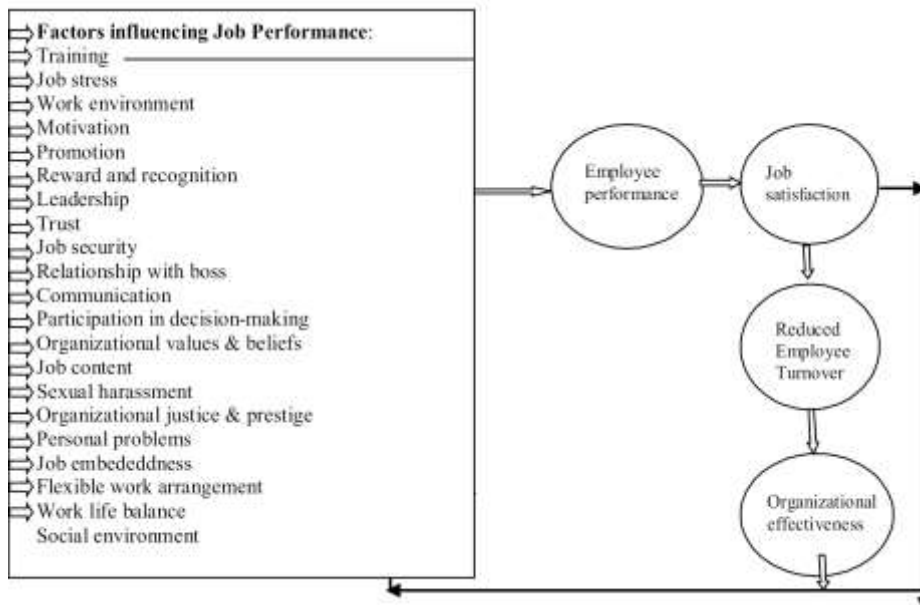 Factors influencing Job Performance:
Training
Job stress
Work environment
Motivation
Promotion
Reward and recognition
Leadership
Trust
Job security
Relationship with boss
Communication
Participation in decision-making
Organizational values & beliefs
Job content
Sexual harassment
Organizational justice & prestige
Personal problems
Job embededdness
Flexible work arrangement
Work life balance
Social environment
Employee
performance
Job
satisfaction
Reduced
Employee
Turnover
Organizational
effectiveness